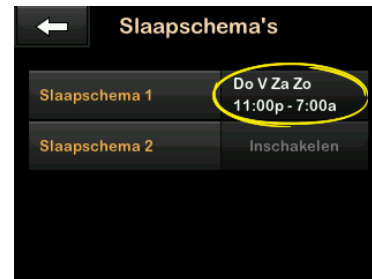 Slaapschema's
Slaapschema 1
Do V Za Zo
11:00p - 7:00a
Slaapschema 2
Inschakelen